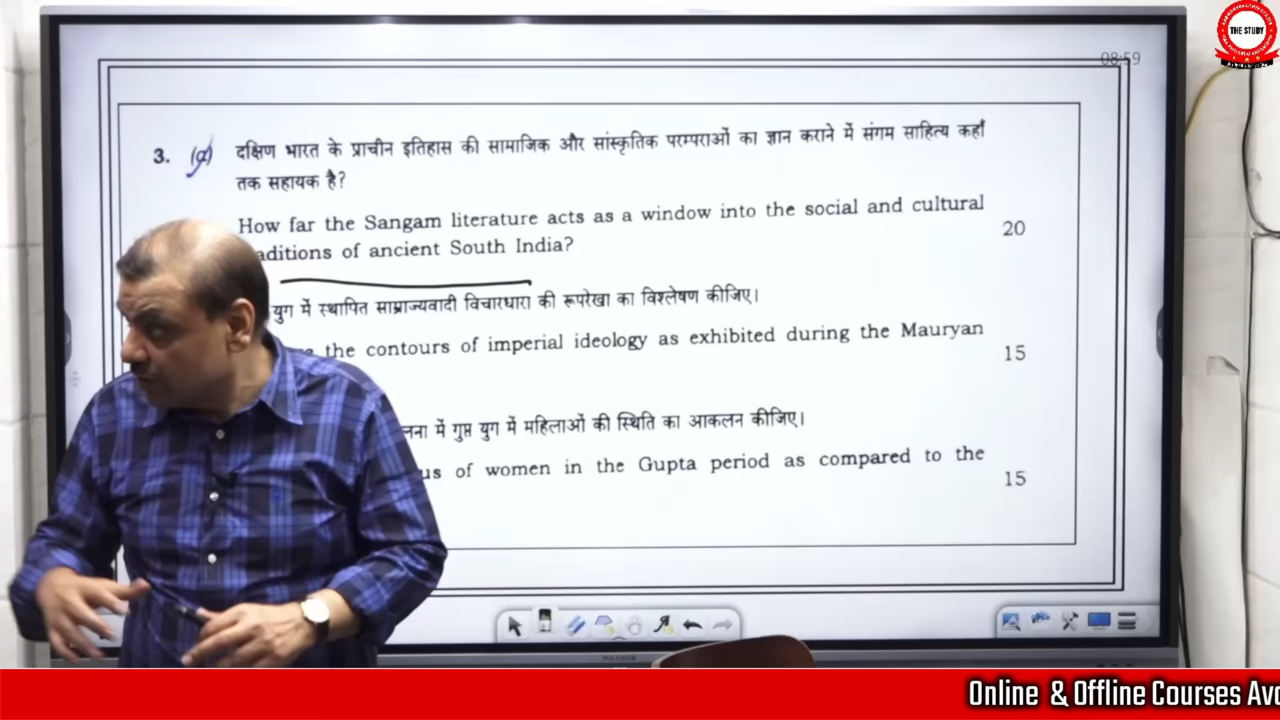 THE STUDY
08:59
3. (a) दक्षिण भारत के प्राचीन इतिहास की सामाजिक और सांस्कृतिक परम्पराओं का ज्ञान कराने में संगम साहित्य कहाँ
तक सहायक है?
How far the Sangam literature acts as a window into the social and cultural
aditions of ancient South India? 20
युग में स्थापित साम्राज्यवादी विचारधारा की रूपरेखा का विश्लेषण कीजिए।
the contours of imperial ideology as exhibited during the Mauryan
15
लना में गुप्त युग में महिलाओं की स्थिति का आकलन कीजिए।
us of women in the Gupta period as compared to the
15
Online & Offline Courses Ava